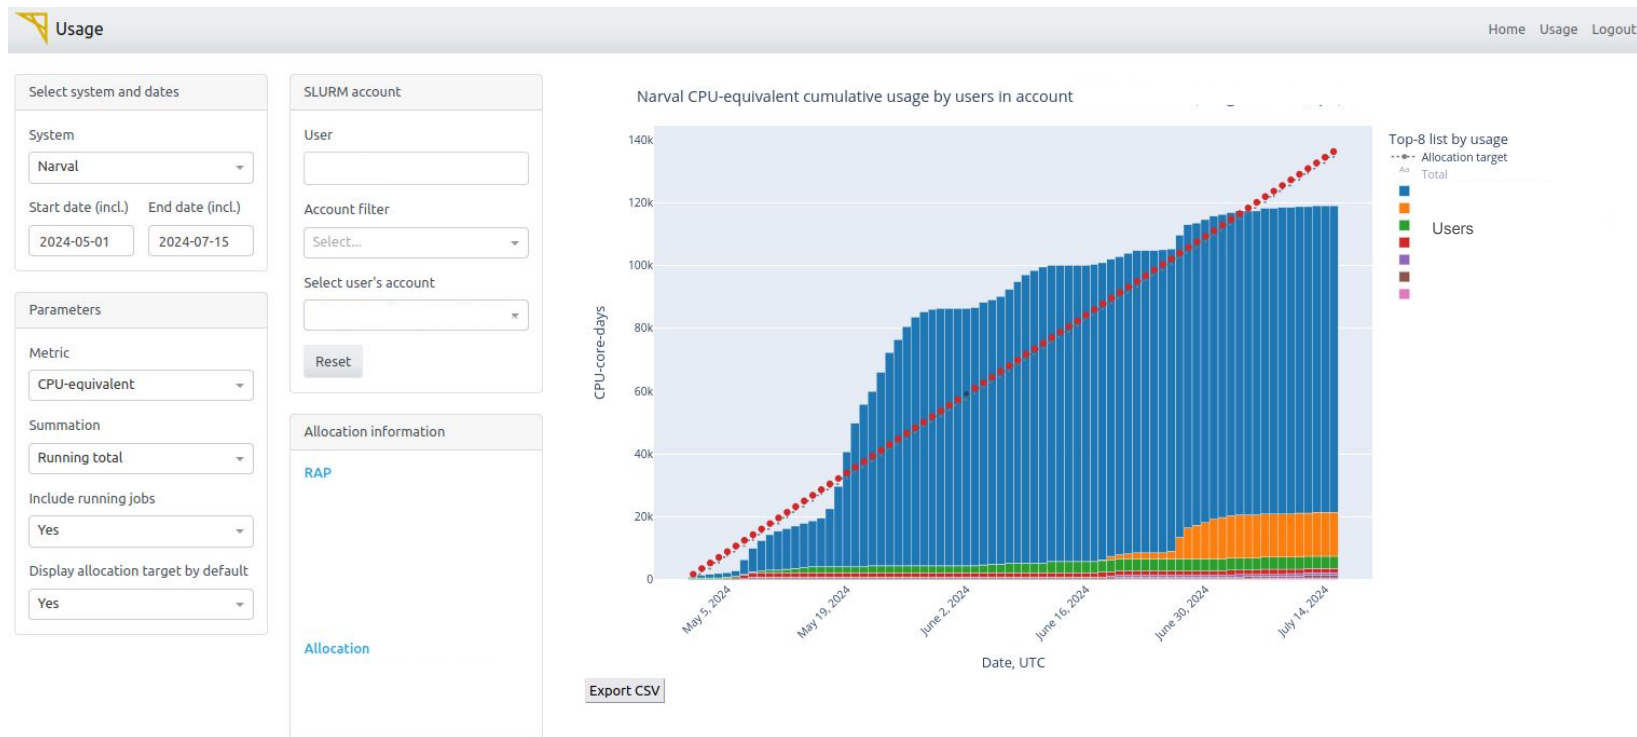 Usage
Home Usage Logout
Select system and dates
System
Narval
Start date (incl.) End date (incl.)
2024-05-01 2024-07-15
Parameters
Metric
CPU-equivalent
Summation
Running total
Include running jobs
Yes
Display allocation target by default
Yes
SLURM account
User
Account filter
Select...
Select user's account
Reset
Allocation information
RAP
Allocation
Narval CPU-equivalent cumulative usage by users in account
CPU-core-days
140k
120k
100k
80k
60k
40k
20k
0
May 5, 2024
May 19, 2024
June 2, 2024
June 16, 2024
June 30, 2024
July 14, 2024
Date, UTC
Top-8 list by usage
Allocation target
Aa Total
Users
Export CSV